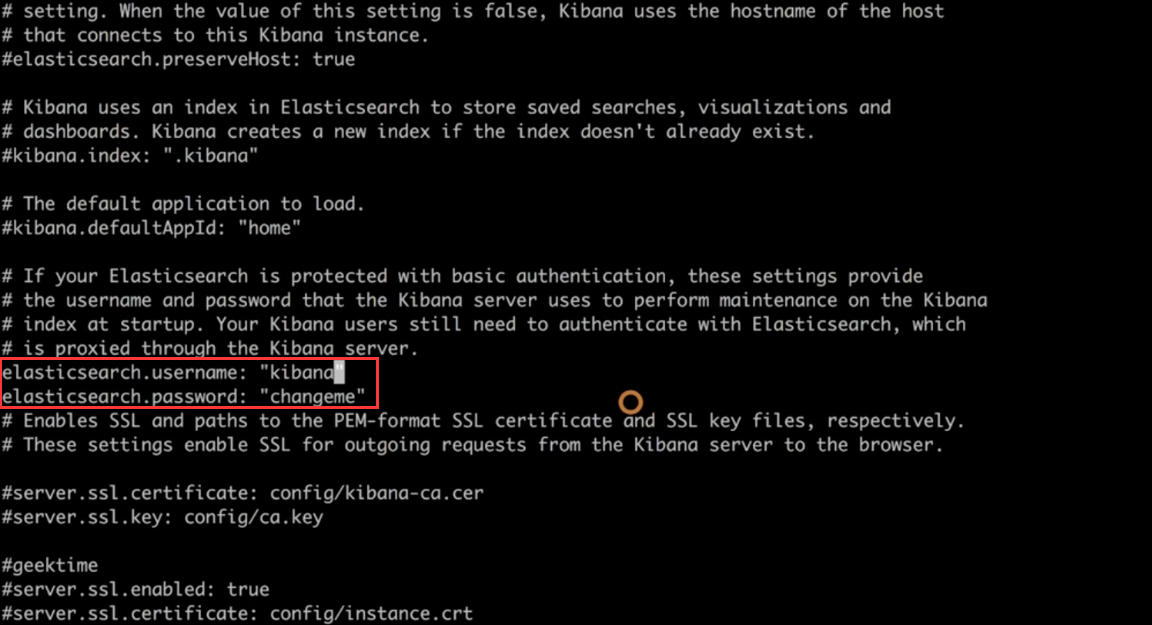 # setting. When the value of this setting is false, Kibana uses the hostname of the host
# that connects to this Kibana instance.
#elasticsearch.preserveHost: true
# Kibana uses an index in Elasticsearch to store saved searches, visualizations and
# dashboards. Kibana creates a new index if the index doesn't already exist.
#kibana.index: ".kibana"
# The default application to load.
#kibana.defaultAppId: "home"
# If your Elasticsearch is protected with basic authentication, these settings provide
# the username and password that the Kibana server uses to perform maintenance on the Kibana
# index at startup. Your Kibana users still need to authenticate with Elasticsearch, which
# is proxied through the Kibana server.
elasticsearch.username: "kibana"
elasticsearch.password: "changeme"
# Enables SSL and paths to the PEM-format SSL certificate and SSL key files, respectively.
# These settings enable SSL for outgoing requests from the Kibana server to the browser.
#server.ssl.certificate: config/kibana-ca.cer
#server.ssl.key: config/ca.key
#geektime
#server.ssl.enabled: true
#server.ssl.certificate: config/instance.crt